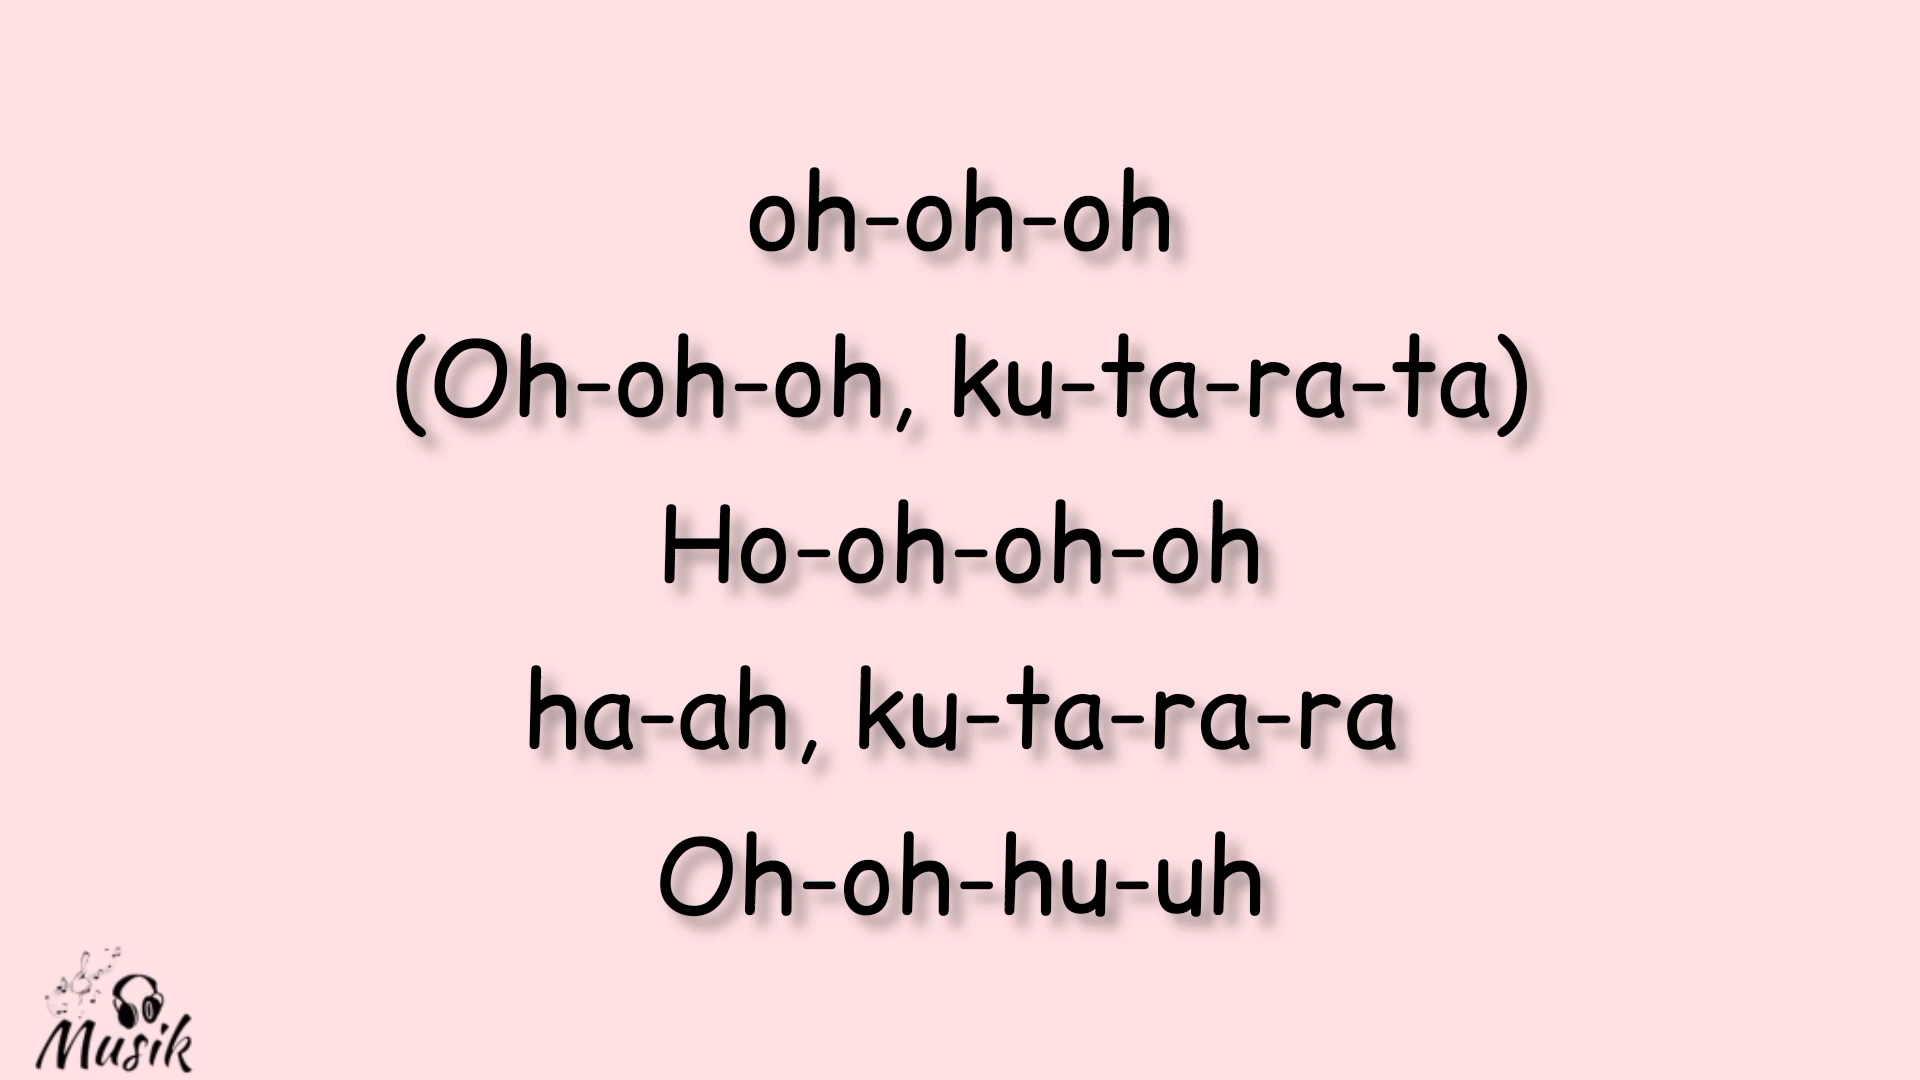 oh-oh-oh
(Oh-oh-oh, ku-ta-ra-ta)
Ho-oh-oh-oh
ha-ah, ku-ta-ra-ra
Oh-oh-hu-uh
Musik